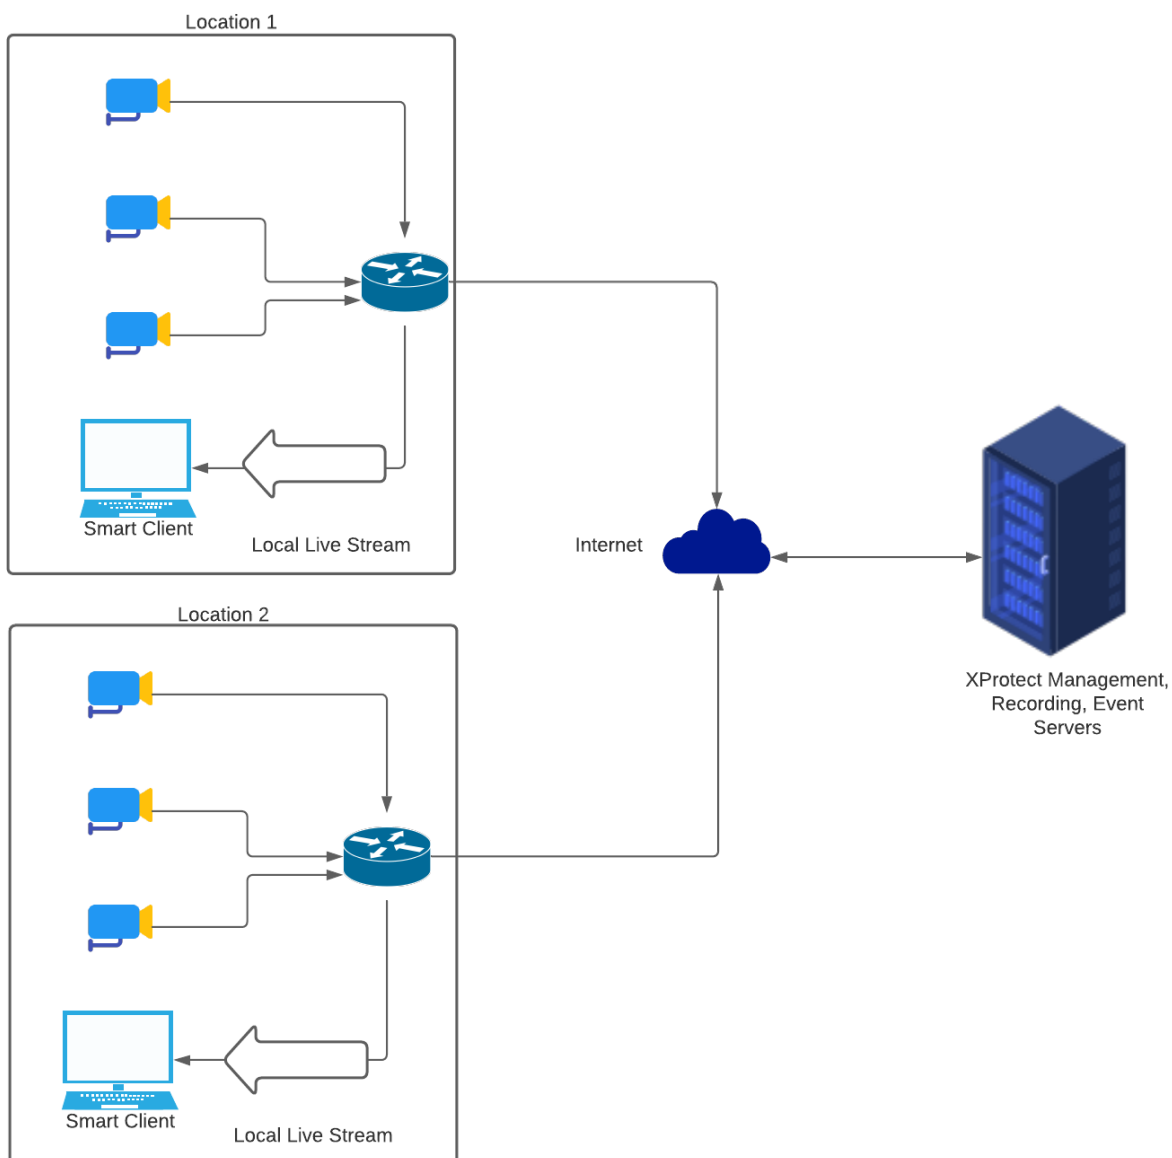 Location 1
Smart Client
Local Live Stream
Internet
XProtect Management,
Recording, Event
Servers
Location 2
Smart Client
Local Live Stream